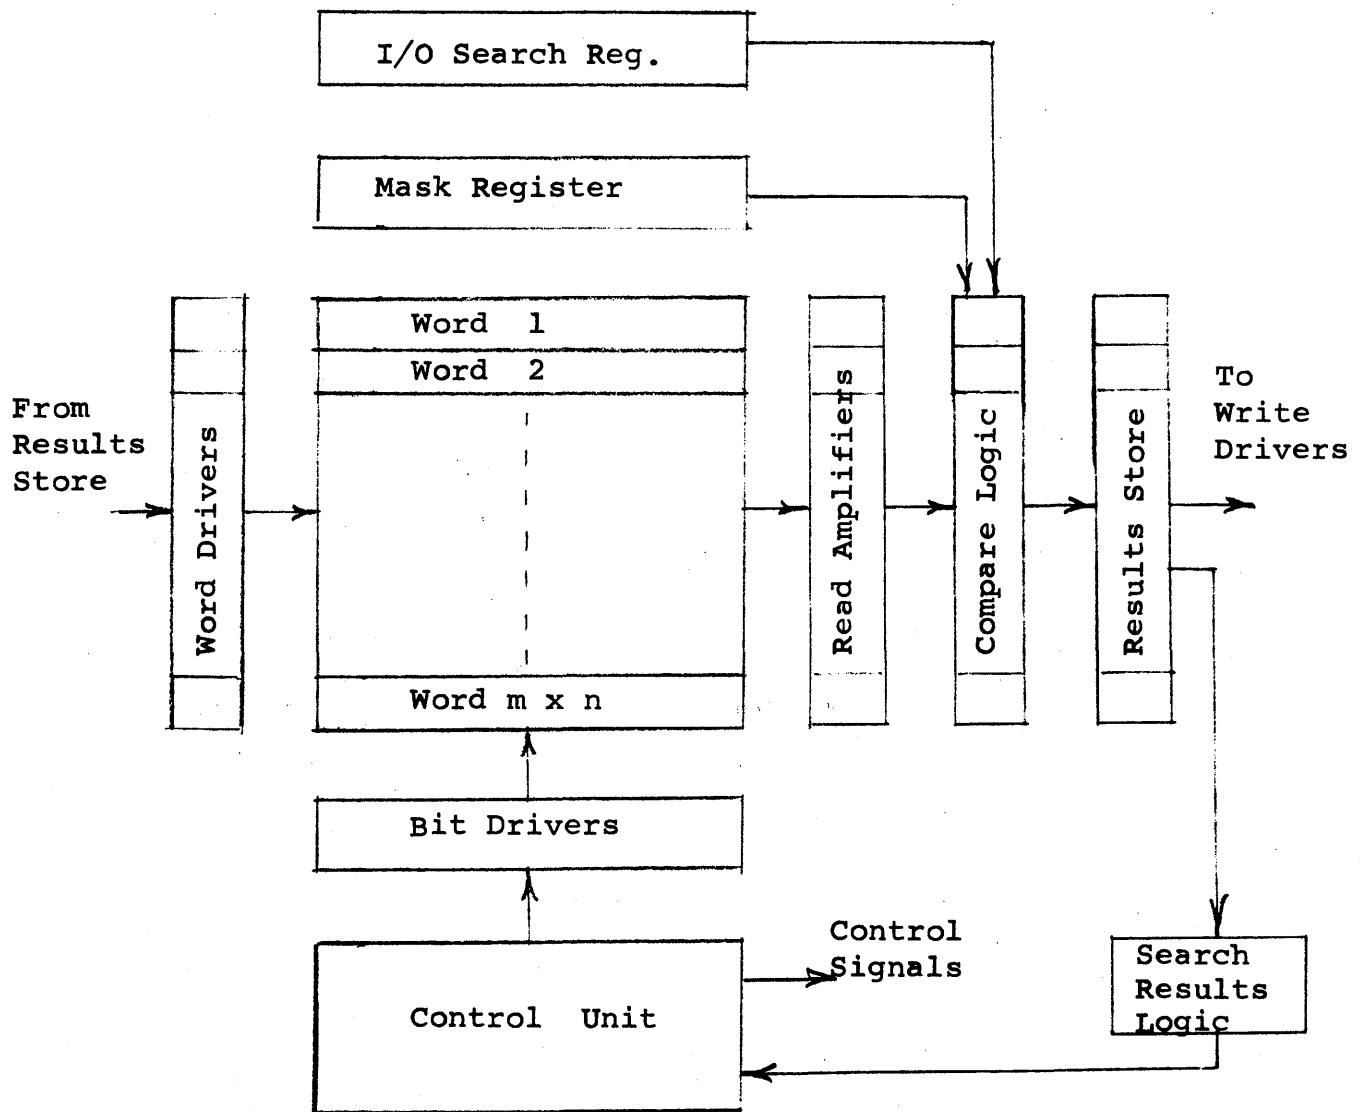 I/O Search Reg.
Mask Register
Word 1
Word 2
From
Results
Store
Word Drivers
Read Amplifiers
Compare Logic
Results Store
To
Write
Drivers
Word m x n
Bit Drivers
Control
Signals
Control Unit
Search
Results
Logic